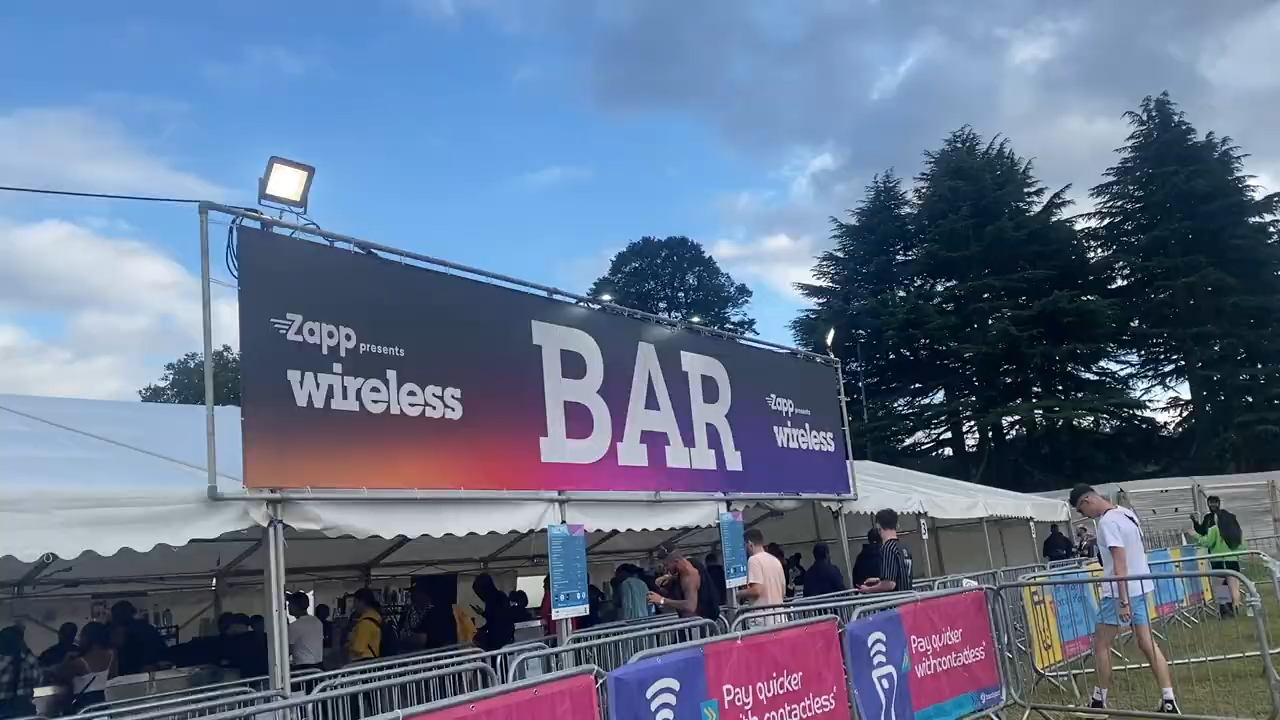 Zapp presents
wireless
BAR
Zapp presents
wireless
Pay quicker
with contactless
Pay quicker
with contactless